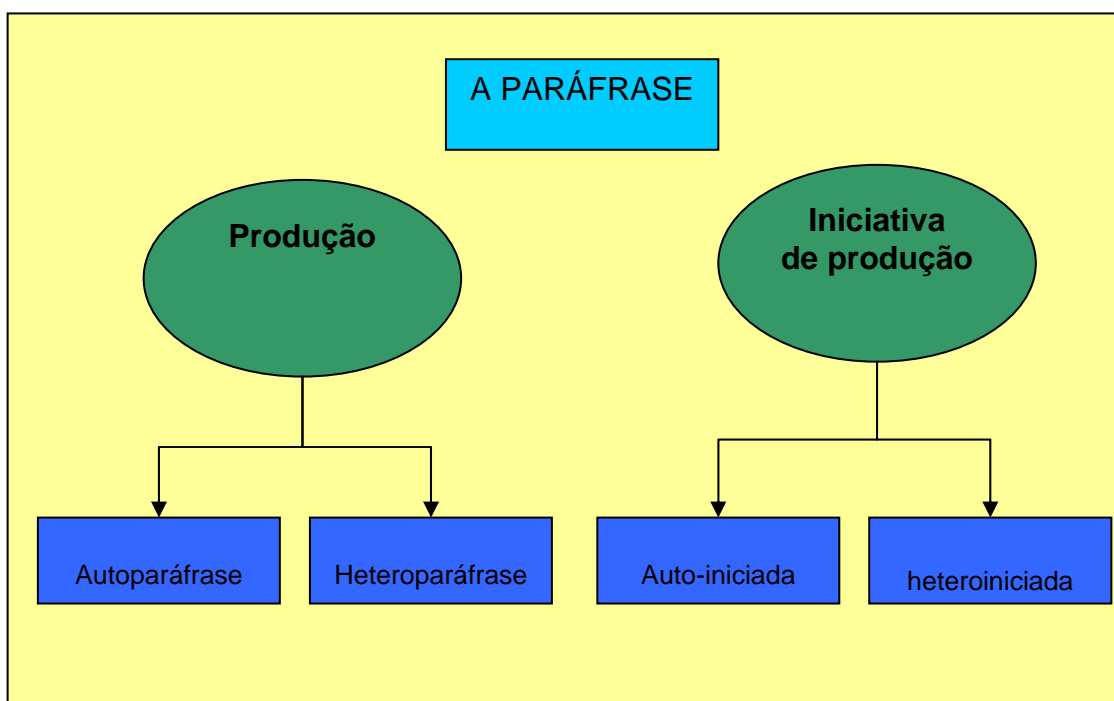 A PARÁFRASE
Produção
Iniciativa
de produção
Autoparáfrase
Heteroparáfrase
Auto-iniciada
heteroiniciada